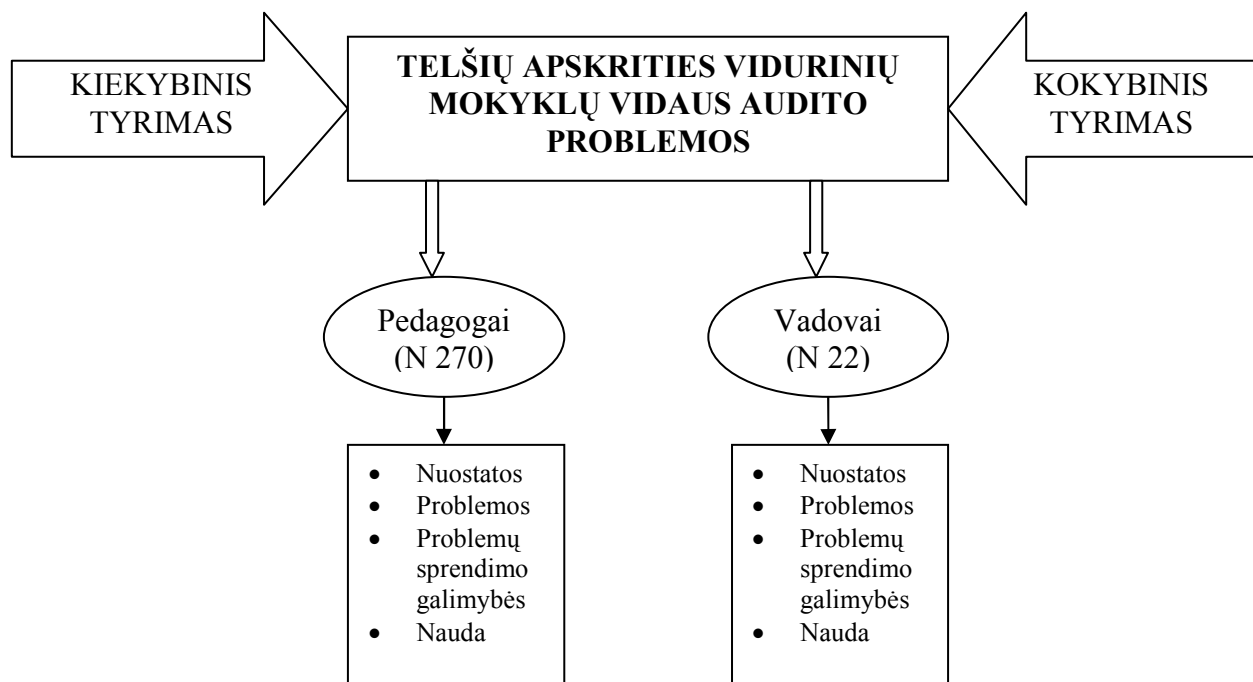 KIEKYBINIS
TYRIMAS
TELŠIŲ APSKRITIES VIDURINIŲ
MOKYKLŲ VIDAUS AUDITO
PROBLEMOS
KOKYBINIS
TYRIMAS
Pedagogai
(N 270)
Vadovai
(N 22)
• Nuostatos
• Problemos
• Problemų
sprendimo
galimybės
• Nauda
• Nuostatos
• Problemos
• Problemų
sprendimo
galimybės
• Nauda